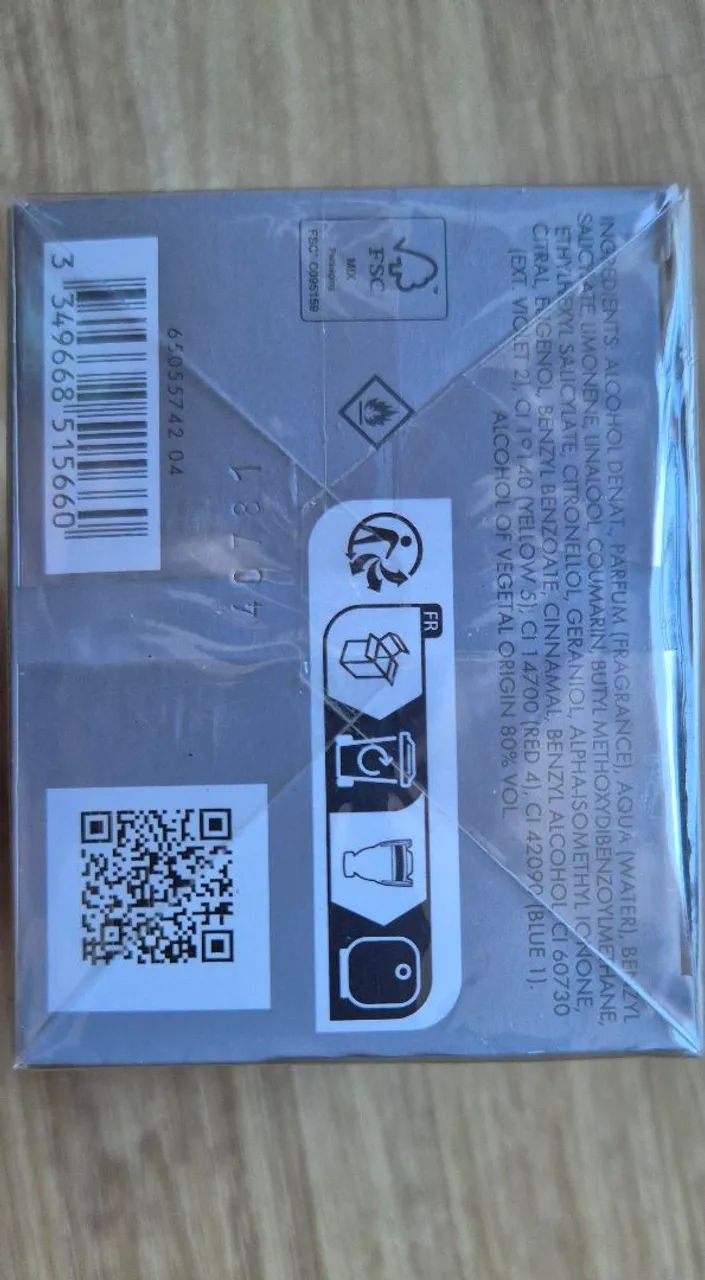 INGREDIENTS: ALCOHOL DENAT., PARFUM (FRAGRANCE), AQUA (WATER), BENZYL
SALICYLATE, LIMONENE, LINALOOL, COUMARIN, BUTYL METHOXYDIBENZOYLMETHANE,
ETHYLHEXYL SALICYLATE, CITRONELLOL, GERANIOL, ALPHA-ISOMETHYL IONONE,
CITRAL, EUGENOL, BENZYL BENZOATE, CINNAMAL, BENZYL ALCOHOL, CI 60730
(EXT. VIOLET 2), CI 19140 (YELLOW 5), CI 14700 (RED 4), CI 42090 (BLUE 1).
ALCOHOL OF VEGETAL ORIGIN 80% VOL.
FSC
MIX
Packaging
FSC® C095159
FR
65055742 04
3 349668 515660